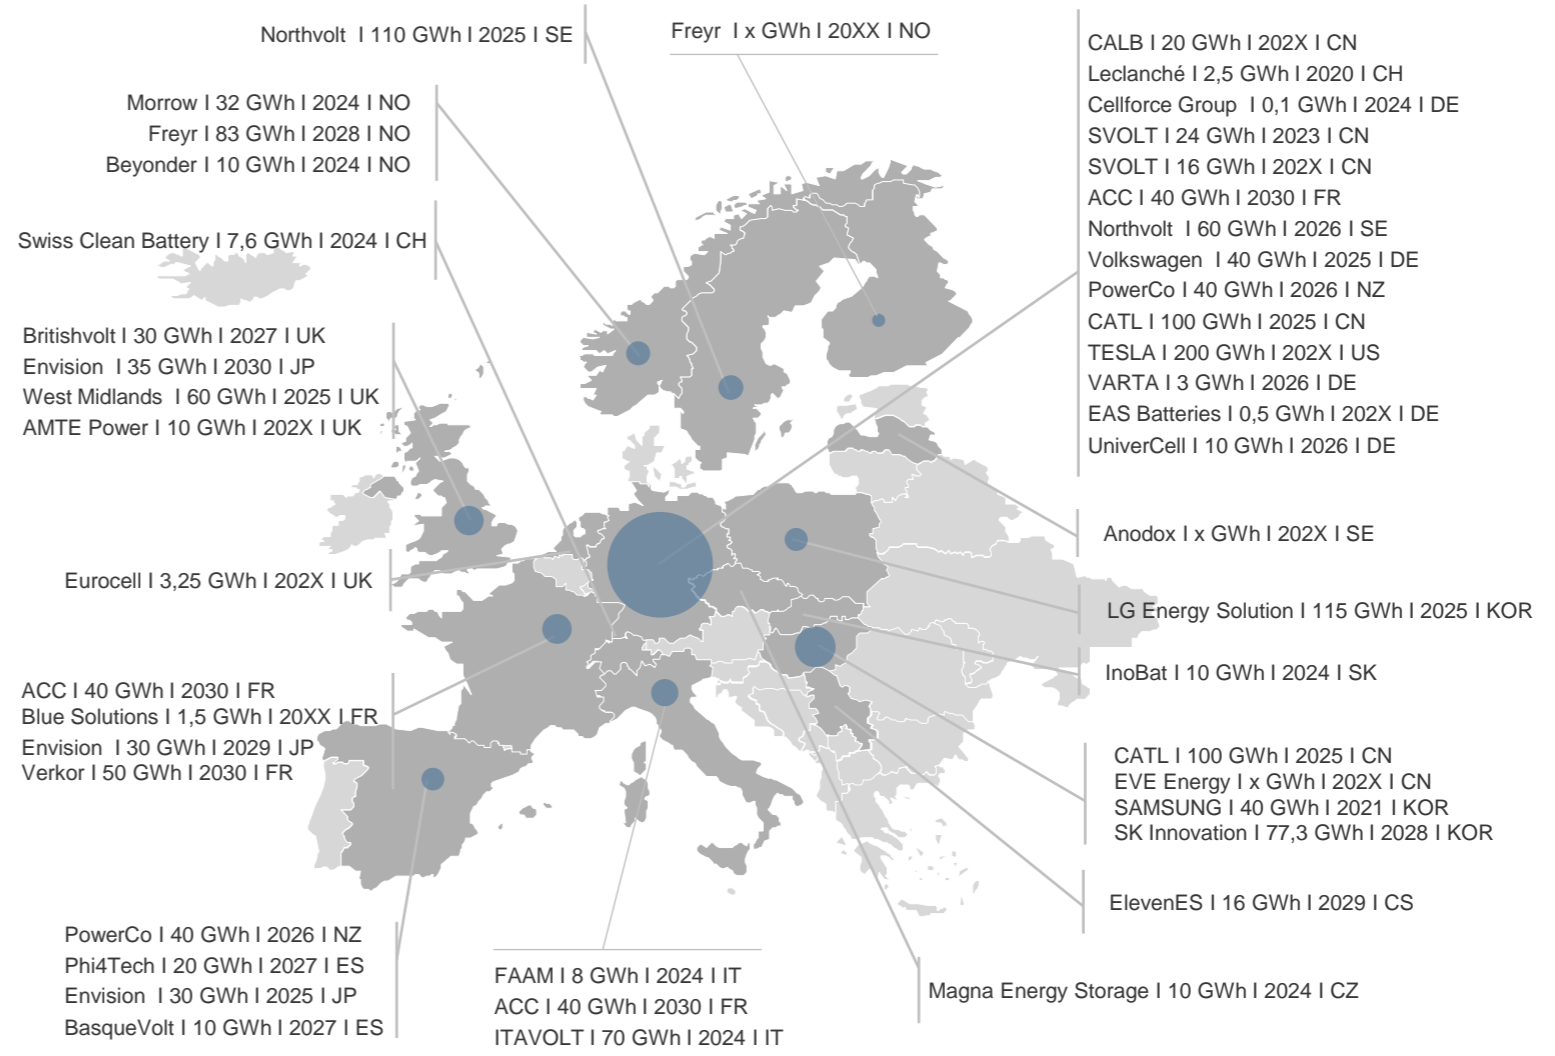 Northvolt I 110 GWh I 2025 I SE
Freyr I x GWh I 20XX I NO
Morrow I 32 GWh I 2024 I NO
Freyr I 83 GWh I 2028 I NO
Beyonder I 10 GWh I 2024 I NO
Swiss Clean Battery I 7,6 GWh I 2024 I CH
Britishvolt I 30 GWh I 2027 I UK
Envision I 35 GWh I 2030 I JP
West Midlands I 60 GWh I 2025 I UK
AMTE Power I 10 GWh I 202X I UK
Eurocell I 3,25 GWh I 202X I UK
ACC I 40 GWh I 2030 I FR
Blue Solutions I 1,5 GWh I 20XX I FR
Envision I 30 GWh I 2029 I JP
Verkor I 50 GWh I 2030 I FR
PowerCo I 40 GWh I 2026 I NZ
Phi4Tech I 20 GWh I 2027 I ES
Envision I 30 GWh I 2025 I JP
BasqueVolt I 10 GWh I 2027 I ES
FAAM I 8 GWh I 2024 I IT
ACC I 40 GWh I 2030 I FR
ITAVOLT I 70 GWh I 2024 I IT
CALB I 20 GWh I 202X I CN
Leclanché I 2,5 GWh I 2020 I CH
Cellforce Group I 0,1 GWh I 2024 I DE
SVOLT I 24 GWh I 2023 I CN
SVOLT I 16 GWh I 202X I CN
ACC I 40 GWh I 2030 I FR
Northvolt I 60 GWh I 2026 I SE
Volkswagen I 40 GWh I 2025 I DE
PowerCo I 40 GWh I 2026 I NZ
CATL I 100 GWh I 2025 I CN
TESLA I 200 GWh I 202X I US
VARTA I 3 GWh I 2026 I DE
EAS Batteries I 0,5 GWh I 202X I DE
UniverCell I 10 GWh I 2026 I DE
Anodox I x GWh I 202X I SE
LG Energy Solution I 115 GWh I 2025 I KOR
InoBat I 10 GWh I 2024 I SK
CATL I 100 GWh I 2025 I CN
EVE Energy I x GWh I 202X I CN
SAMSUNG I 40 GWh I 2021 I KOR
SK Innovation I 77,3 GWh I 2028 I KOR
ElevenES I 16 GWh I 2029 I CS
Magna Energy Storage I 10 GWh I 2024 I CZ